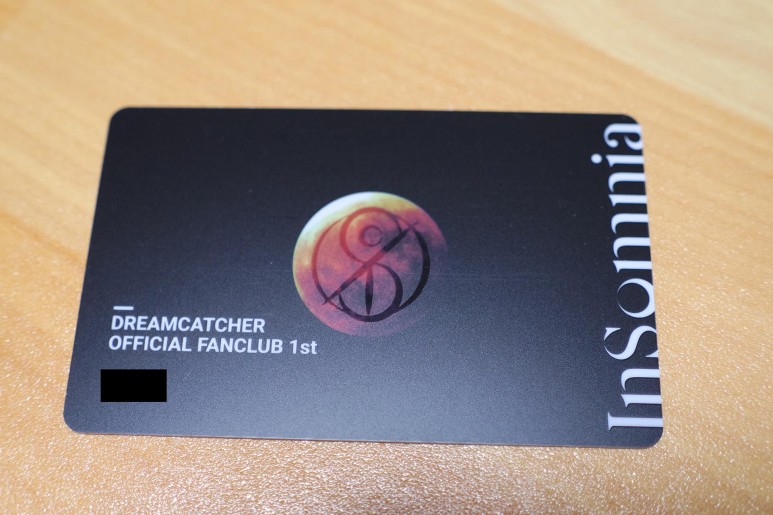 DREAMCATCHER
OFFICIAL FANCLUB 1st
InSomnia